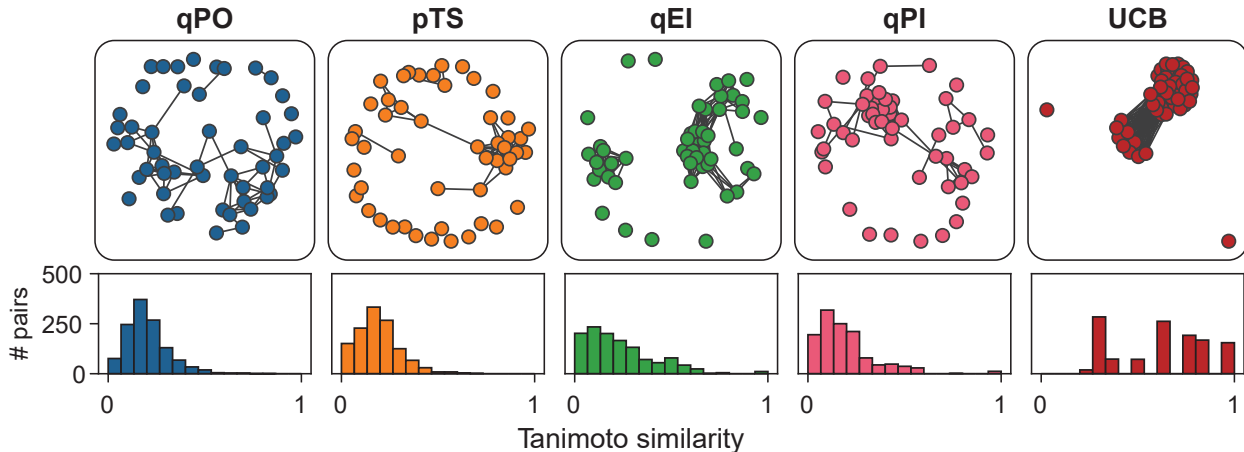 qPO pTS qEI qPI UCB
500
250
0
# pairs
0 1 0 1 0 1 0 1 0 1
Tanimoto similarity